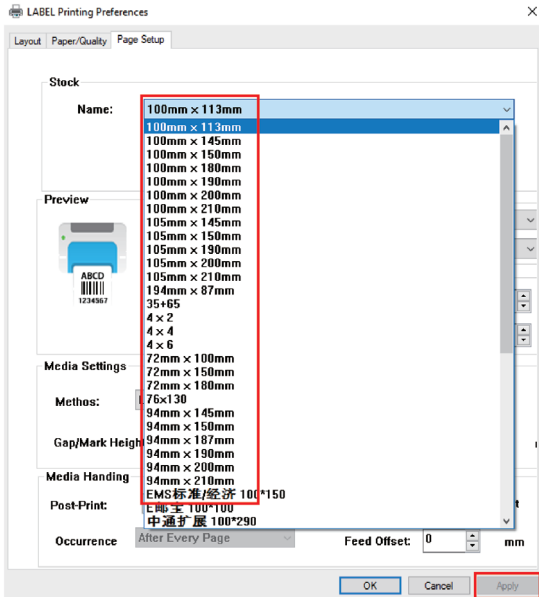 LABEL Printing Preferences
Layout Paper/Quality Page Setup
Stock
Name: 100mm x 113mm
100mm x 113mm
100mm x 145mm
100mm x 150mm
100mm x 180mm
100mm x 190mm
100mm x 200mm
100mm x 210mm
105mm x 145mm
105mm x 150mm
105mm x 190mm
105mm x 200mm
105mm x 210mm
194mm x 87mm
35+65
4 x 2
4 x 4
4 x 6
72mm x 100mm
72mm x 150mm
72mm x 180mm
76x130
94mm x 145mm
94mm x 150mm
94mm x 187mm
94mm x 190mm
94mm x 200mm
94mm x 210mm
EMS标准/经济 100*150
E邮宝 100*100
中通扩展 100*290
Preview
ABCD
1234567
Media Settings
Methos:
Gap/Mark Heigh
Media Handing
Post-Print:
t
Occurrence After Every Page Feed Offset: 0 mm
OK Cancel Apply